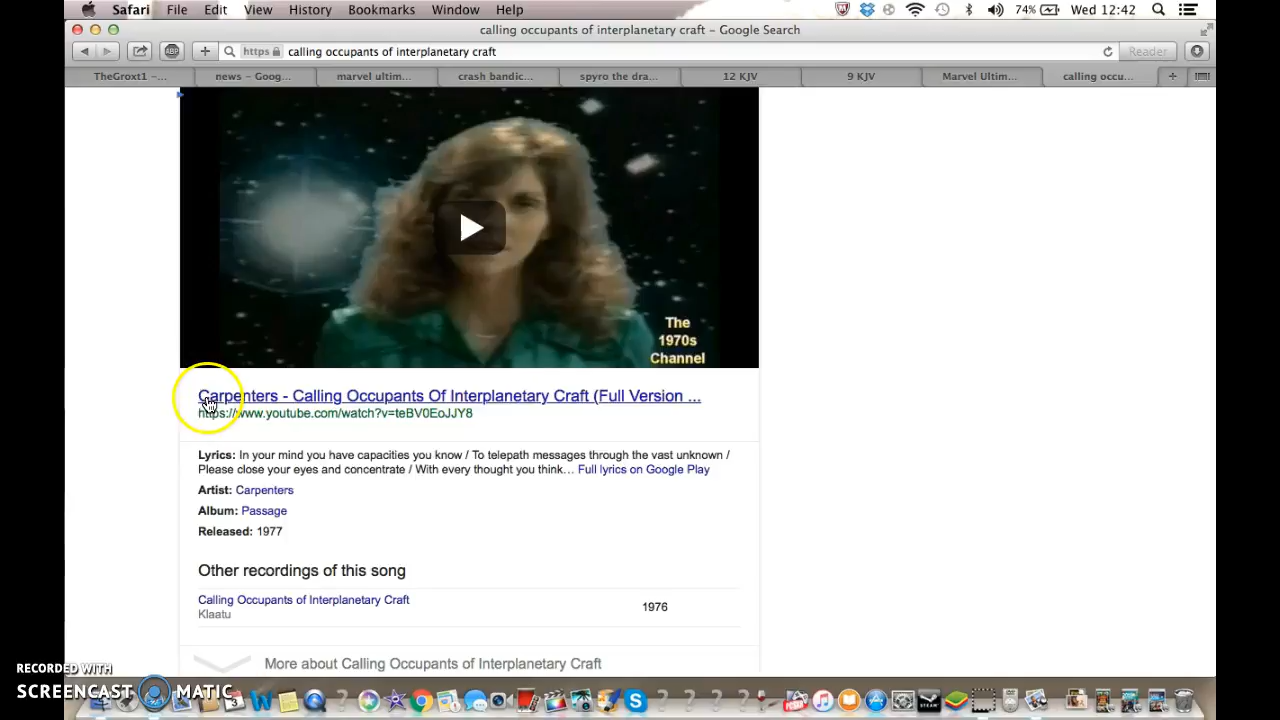 Safari File Edit View History Bookmarks Window Help 74% Wed 12:42
calling occupants of interplanetary craft – Google Search
ABP + https calling occupants of interplanetary craft Reader
TheGroxt1 –... news – Goog... marvel ultim... crash bandic... spyro the dra... 12 KJV 9 KJV Marvel Ultim... calling occu... +
The
1970s
Channel
Carpenters - Calling Occupants Of Interplanetary Craft (Full Version ...
https://www.youtube.com/watch?v=teBV0EoJJY8
Lyrics: In your mind you have capacities you know / To telepath messages through the vast unknown /
Please close your eyes and concentrate / With every thought you think… Full lyrics on Google Play
Artist: Carpenters
Album: Passage
Released: 1977
Other recordings of this song
Calling Occupants of Interplanetary Craft
1976
Klaatu
More about Calling Occupants of Interplanetary Craft
RECORDED WITH
SCREENCAST MATIC